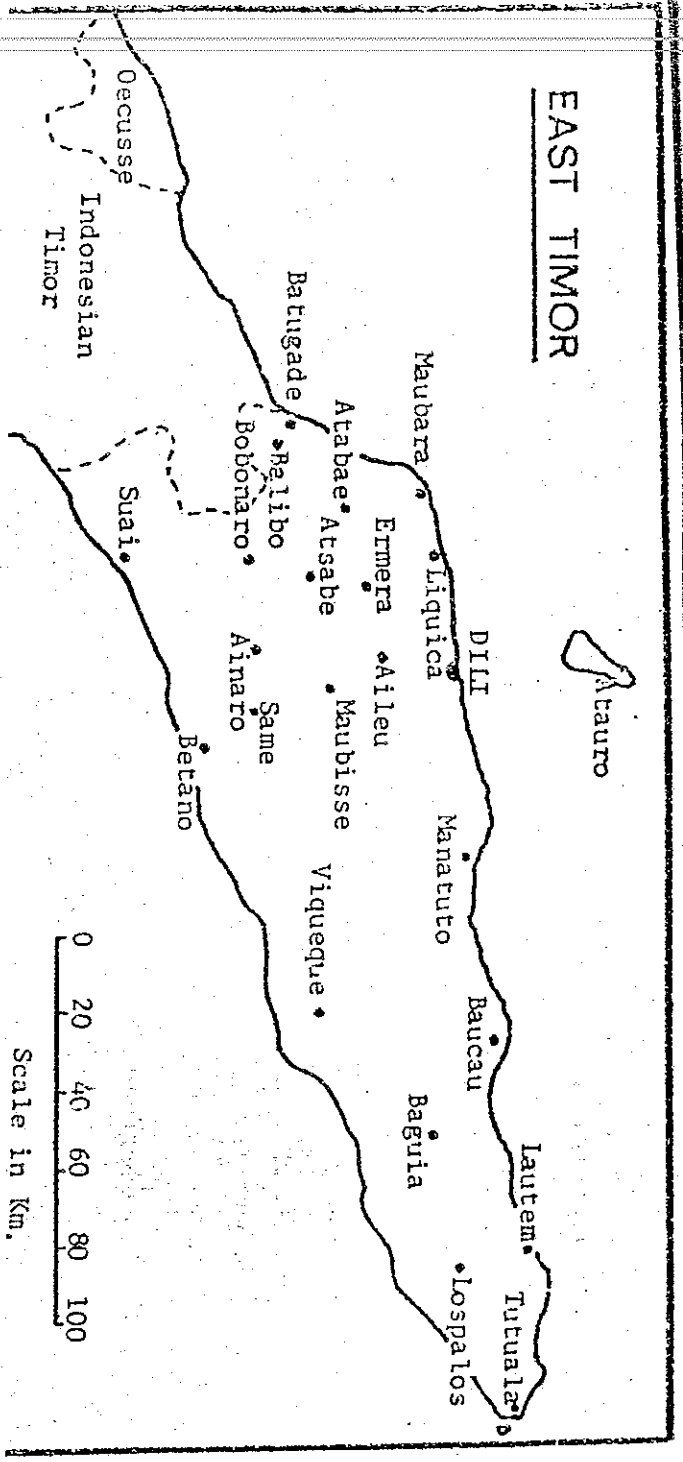 EAST TIMOR
Atauro
Maubara
Liquica
DILI
Manatuto
Baucau
Lautem
Tutuala
Batugade
Atabae
Ermera
Aileu
Baguia
Lospalos
Balibo
Atsabe
Maubisse
Viqueque
Bobonaro
Ainaro
Same
Oecusse
Indonesian
Timor
Suai
Betano
0 20 40 60 80 100
Scale in Km.